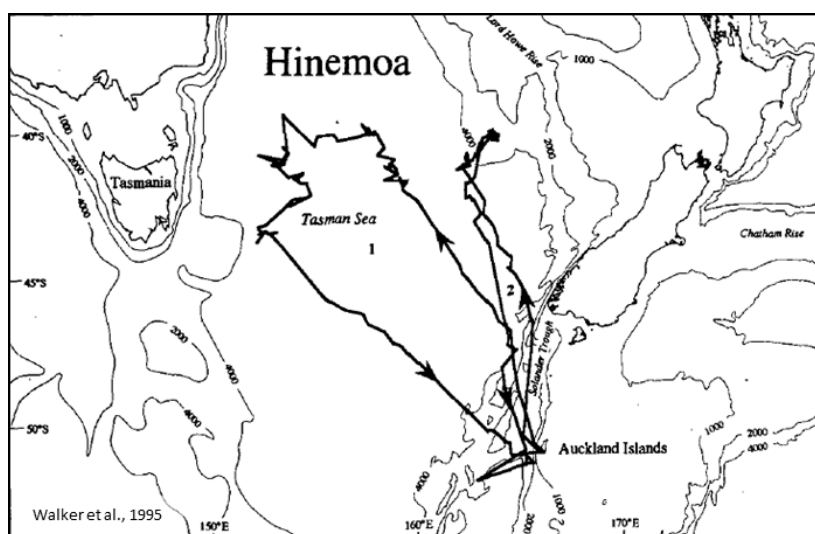 Hinemoa
Lord Howe Rise
1000
4000
2000
40°S
1000
2000
4000
Tasmania
Tasman Sea
1
2
Chatham Rise
45°S
2000
4000
Solander Trough
4000
50°S
4000
Auckland Islands
1000
2000
4000
1000
2000
Walker et al., 1995
150°E
160°E
170°E